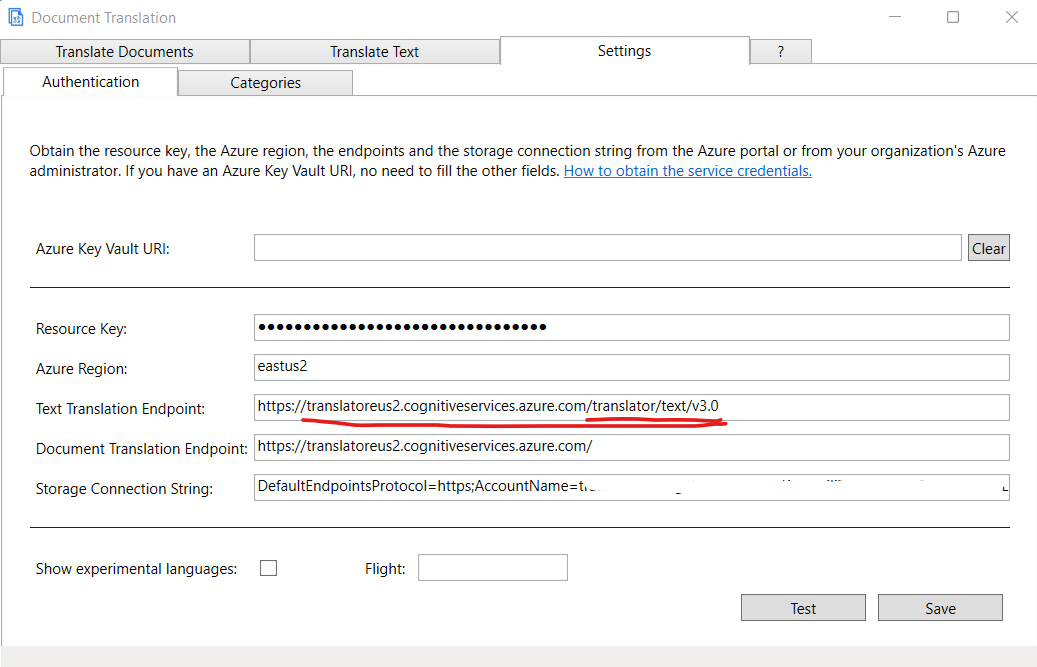 Document Translation
Translate Documents Translate Text Settings ?
Authentication Categories
Obtain the resource key, the Azure region, the endpoints and the storage connection string from the Azure portal or from your organization's Azure
administrator. If you have an Azure Key Vault URI, no need to fill the other fields. How to obtain the service credentials.
Azure Key Vault URI: Clear
Resource Key: ●●●●●●●●●●●●●●●●●●●●●●●●●●●●●●●●
Azure Region: eastus2
Text Translation Endpoint: https://translatoreus2.cognitiveservices.azure.com/translator/text/v3.0
Document Translation Endpoint: https://translatoreus2.cognitiveservices.azure.com/
Storage Connection String: DefaultEndpointsProtocol=https;AccountName=
Show experimental languages: Flight:
Test Save